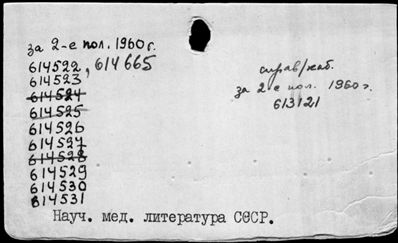 за 2-е пол. 1960 г.
614522, 614665
614523
614524
614525
614526
614527
614528
614529
614530
614531
справ/каб.
за 2-е пол. 1960 г.
613121
Науч. мед. литература СССР.